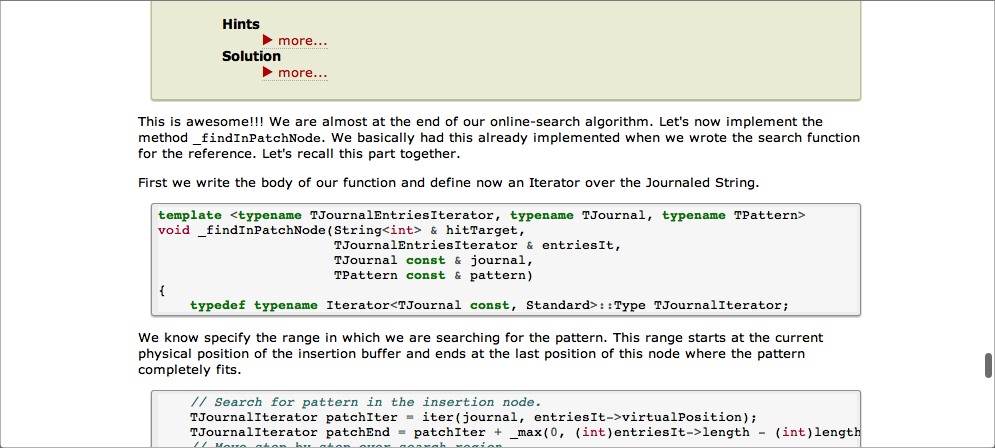 Hints
▶ more...
Solution
▶ more...
This is awesome!!! We are almost at the end of our online-search algorithm. Let's now implement the
method _findInPatchNode. We basically had this already implemented when we wrote the search function
for the reference. Let's recall this part together.
First we write the body of our function and define now an Iterator over the Journaled String.
template <typename TJournalEntriesIterator, typename TJournal, typename TPattern>
void _findInPatchNode(String<int> & hitTarget,
                      TJournalEntriesIterator & entriesIt,
                      TJournal const & journal,
                      TPattern const & pattern)
{
    typedef typename Iterator<TJournal const, Standard>::Type TJournalIterator;
We know specify the range in which we are searching for the pattern. This range starts at the current
physical position of the insertion buffer and ends at the last position of this node where the pattern
completely fits.
    // Search for pattern in the insertion node.
    TJournalIterator patchIter = iter(journal, entriesIt->virtualPosition);
    TJournalIterator patchEnd = patchIter + _max(0, (int)entriesIt->length - (int)length
    // Move step by step over search region.